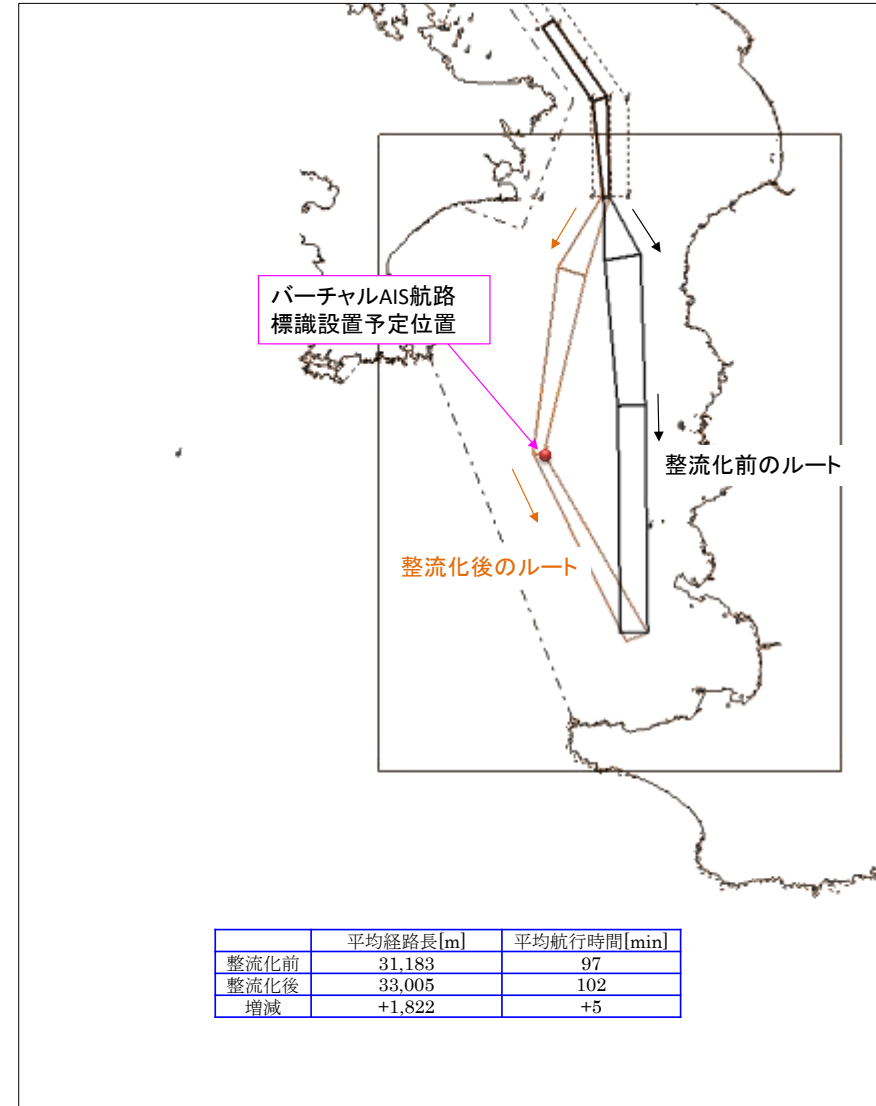 バーチャルAIS航路
標識設置予定位置
整流化前のルート
整流化後のルート
平均経路長[m] 平均航行時間[min]
整流化前 31,183 97
整流化後 33,005 102
増減 +1,822 +5